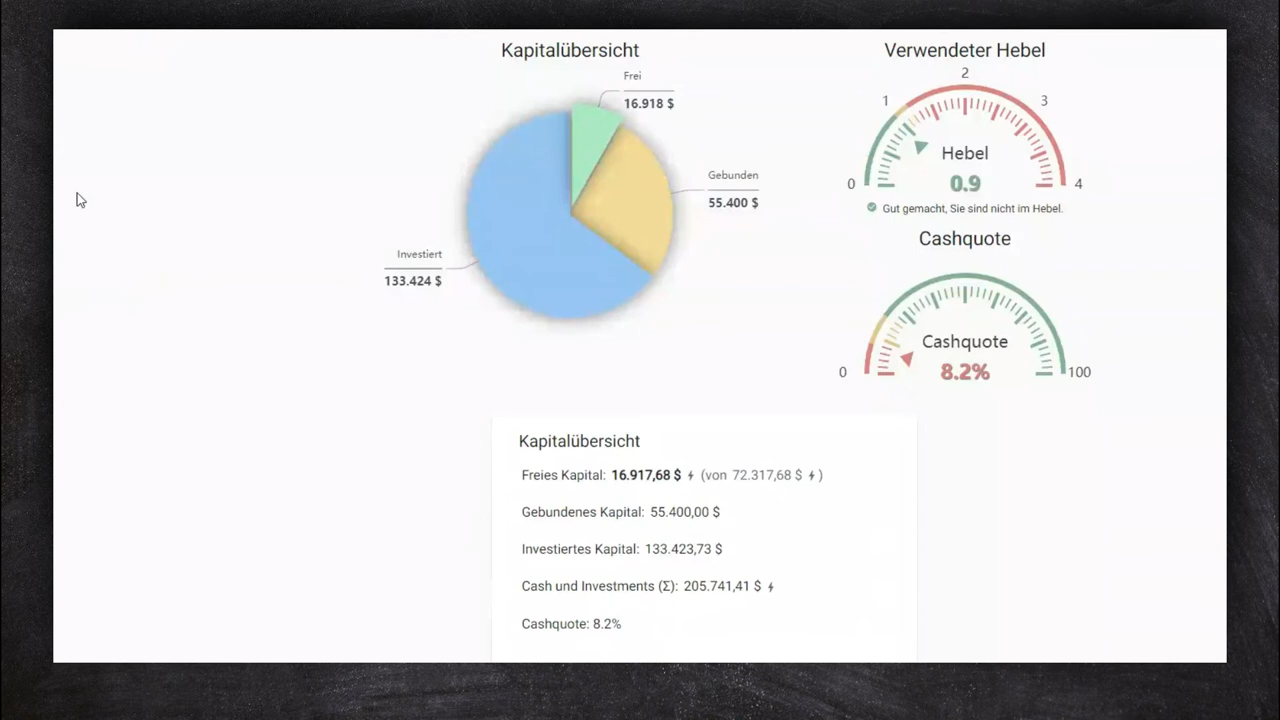 Kapitalübersicht
Frei
16.918 $
Gebunden
55.400 $
Investiert
133.424 $
Verwendeter Hebel
0
1
2
3
4
Hebel
0.9
Gut gemacht, Sie sind nicht im Hebel.
Cashquote
0
100
Cashquote
8.2%
Kapitalübersicht
Freies Kapital: 16.917,68 $ (von 72.317,68 $ )
Gebundenes Kapital: 55.400,00 $
Investiertes Kapital: 133.423,73 $
Cash und Investments (Σ): 205.741,41 $
Cashquote: 8.2%